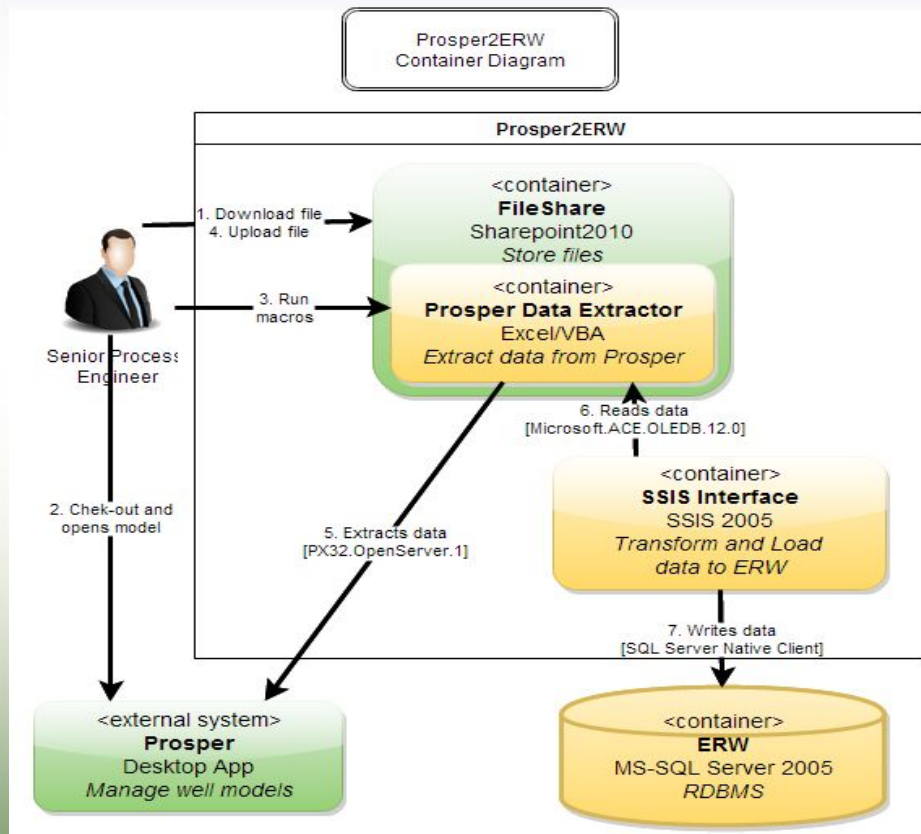 Prosper2ERW
Container Diagram
Prosper2ERW
<container>
FileShare
Sharepoint2010
Store files
1. Download file
4. Upload file
<container>
Prosper Data Extractor
Excel/VBA
Extract data from Prosper
3. Run
macros
Senior Process
Engineer
6. Reads data
[Microsoft.ACE.OLEDB.12.0]
<container>
SSIS Interface
SSIS 2005
Transform and Load
data to ERW
2. Chek-out and
opens model
5. Extracts data
[PX32.OpenServer.1]
7. Writes data
[SQL Server Native Client]
<external system>
Prosper
Desktop App
Manage well models
<container>
ERW
MS-SQL Server 2005
RDBMS